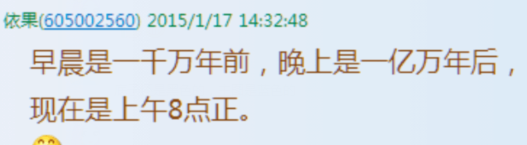 依果(605002560) 2015/1/17 14:32:48
早晨是一千万年前，晚上是一亿万年后，
现在是上午8点正。